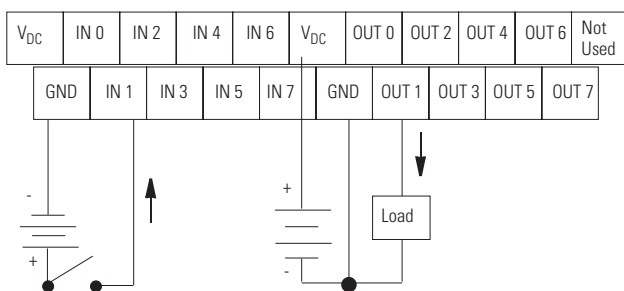 VDC IN 0 IN 2 IN 4 IN 6 VDC OUT 0 OUT 2 OUT 4 OUT 6 Not Used
GND IN 1 IN 3 IN 5 IN 7 GND OUT 1 OUT 3 OUT 5 OUT 7
- +
Load
+ -